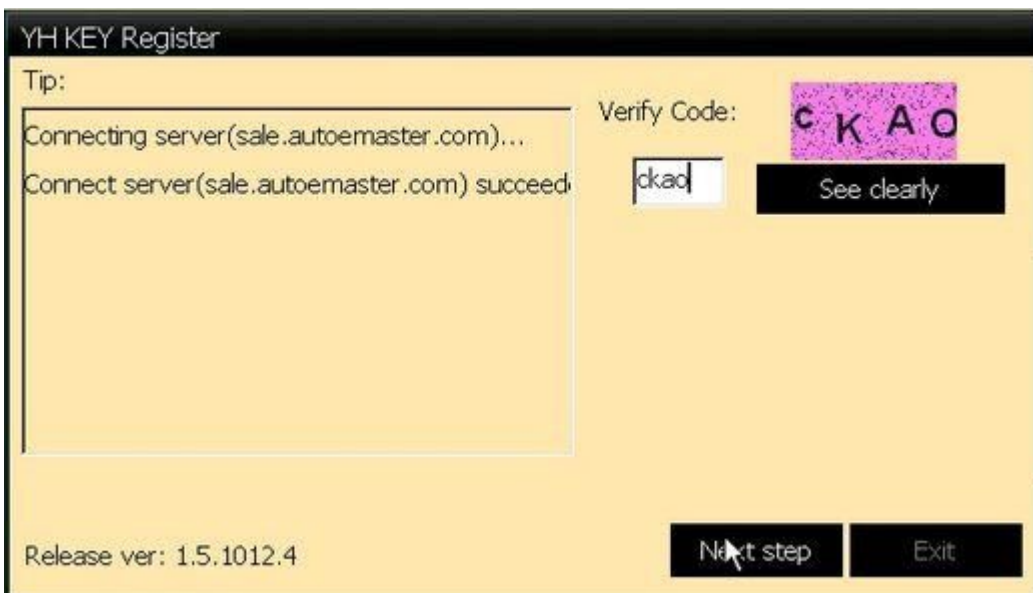 YH KEY Register
Tip:
Connecting server(sale.autoemaster.com)...
Connect server(sale.autoemaster.com) succeed
Verify Code:
cKAO
ckao
See clearly
Release ver: 1.5.1012.4
Next step
Exit